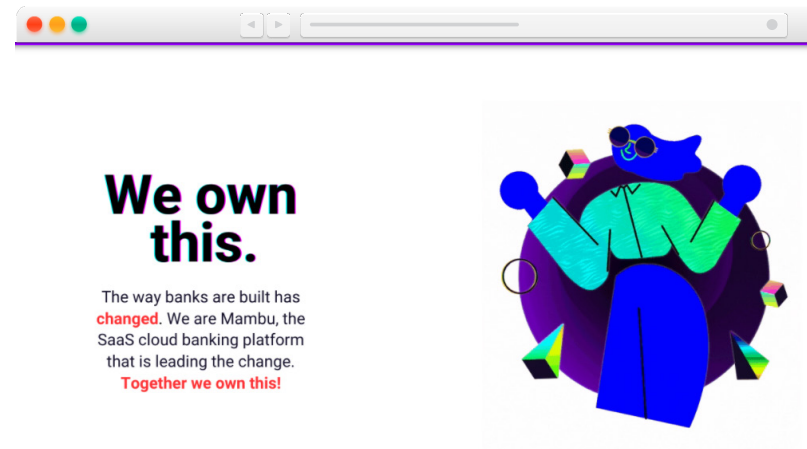 We own
this.
The way banks are built has
changed. We are Mambu, the
SaaS cloud banking platform
that is leading the change.
Together we own this!